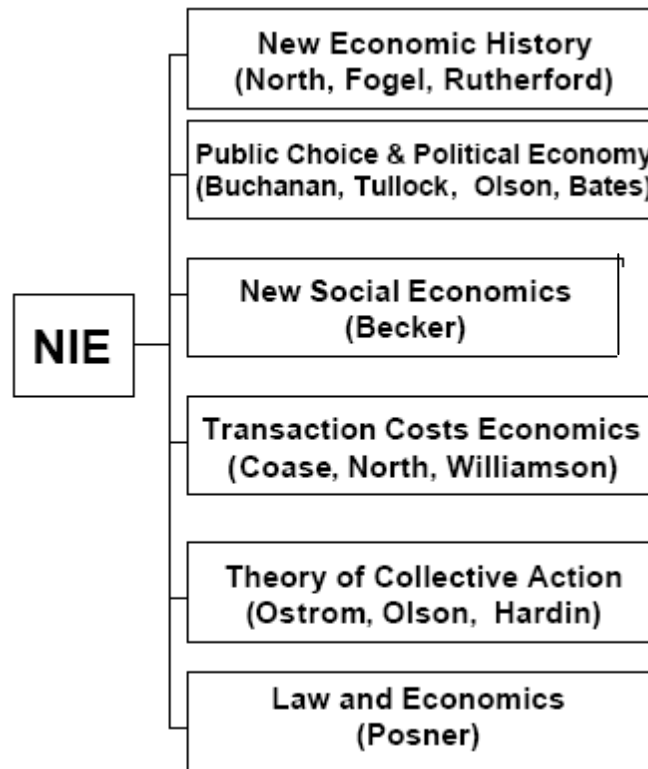 New Economic History
(North, Fogel, Rutherford)
Public Choice & Political Economy
(Buchanan, Tullock, Olson, Bates)
New Social Economics
(Becker)
NIE
Transaction Costs Economics
(Coase, North, Williamson)
Theory of Collective Action
(Ostrom, Olson, Hardin)
Law and Economics
(Posner)